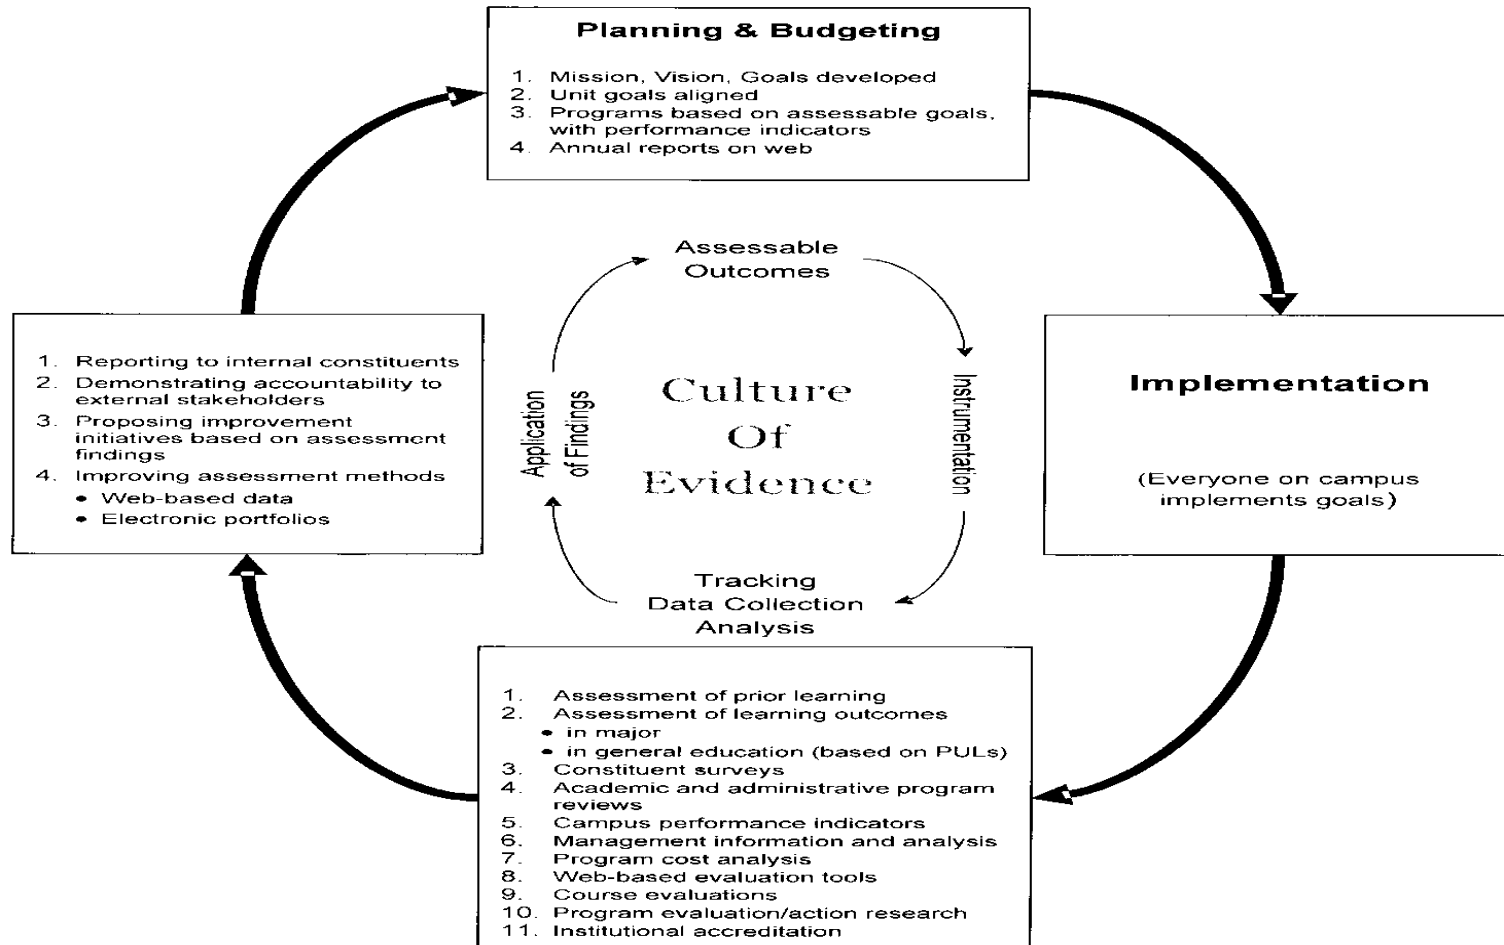 Planning & Budgeting
1. Mission, Vision, Goals developed
2. Unit goals aligned
3. Programs based on assessable goals,
with performance indicators
4. Annual reports on web
Assessable
Outcomes
Instrumentation
Tracking
Data Collection
Analysis
Application
of Findings
Culture
Of
Evidence
Implementation
(Everyone on campus
implements goals)
1. Assessment of prior learning
2. Assessment of learning outcomes
• in major
• in general education (based on PULs)
3. Constituent surveys
4. Academic and administrative program
reviews
5. Campus performance indicators
6. Management information and analysis
7. Program cost analysis
8. Web-based evaluation tools
9. Course evaluations
10. Program evaluation/action research
11. Institutional accreditation
1. Reporting to internal constituents
2. Demonstrating accountability to
external stakeholders
3. Proposing improvement
initiatives based on assessment
findings
4. Improving assessment methods
• Web-based data
• Electronic portfolios